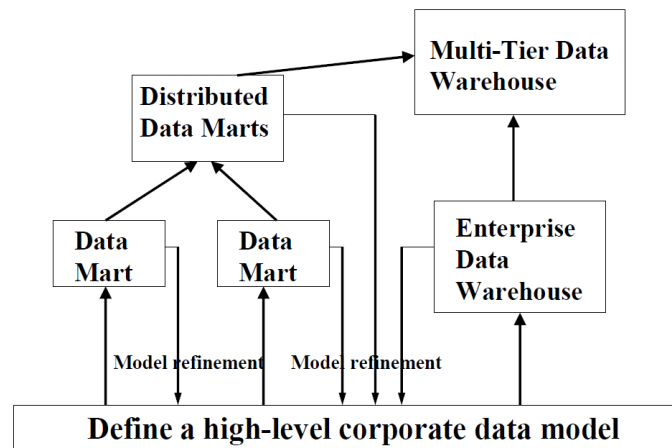 Multi-Tier Data
Warehouse
Distributed
Data Marts
Data
Mart
Data
Mart
Enterprise
Data
Warehouse
Model refinement
Model refinement
Define a high-level corporate data model